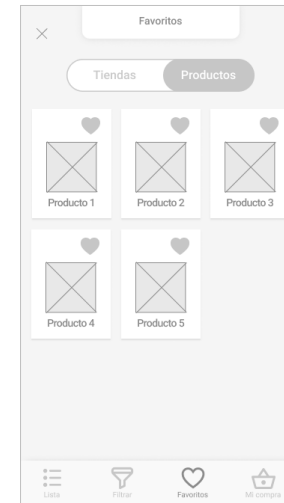 Favoritos
Tiendas Productos
Producto 1 Producto 2 Producto 3
Producto 4 Producto 5
Lista Filtrar Favoritos Mi compra